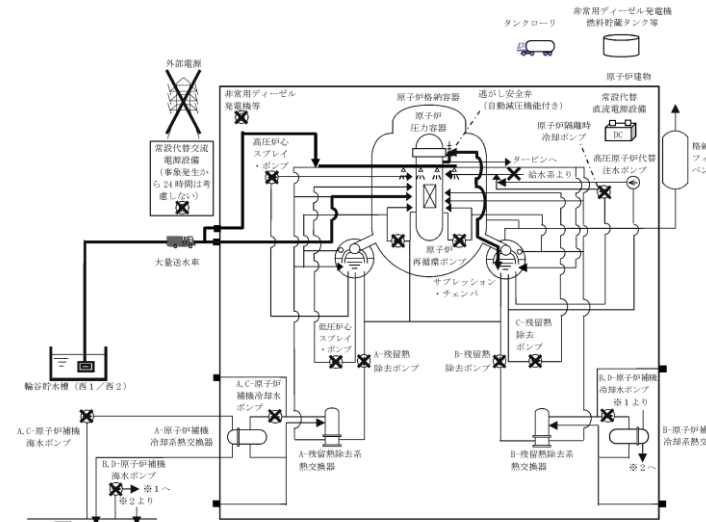 タンクローリ
非常用ディーゼル発電機
燃料貯蔵タンク等
外部電源
原子炉建物
非常用ディーゼル
発電機等
原子炉格納容器
原子炉
圧力容器
逃がし安全弁
(自動減圧機能付き)
常設代替
直流電源設備
DC
原子炉隔離時
冷却ポンプ
高圧原子炉代替
注水ポンプ
格納
フィ
ベン
常設代替交流
電源設備
(事象発生か
ら24時間は考
慮しない)
高圧炉心
スプレイ
・ポンプ
タービンへ
給水系より
大量送水車
原子炉
再循環ポンプ
サプレッション・
チェンバ
低圧炉心
スプレイ
・ポンプ
A-残留熱
除去ポンプ
B-残留熱
除去ポンプ
C-残留熱
除去
ポンプ
輪谷貯水槽(西1/西2)
A,C-原子炉
補機冷却水
ポンプ
B,D-原子炉補機
冷却水ポンプ
※1より
A,C-原子炉補機
海水ポンプ
A-原子炉補機
冷却系熱交換器
B-原子炉補
冷却系熱交
※2へ
A-残留熱除去系
熱交換器
B-残留熱除去系
熱交換器
B,D-原子炉補機
海水ポンプ
※1へ
※2より